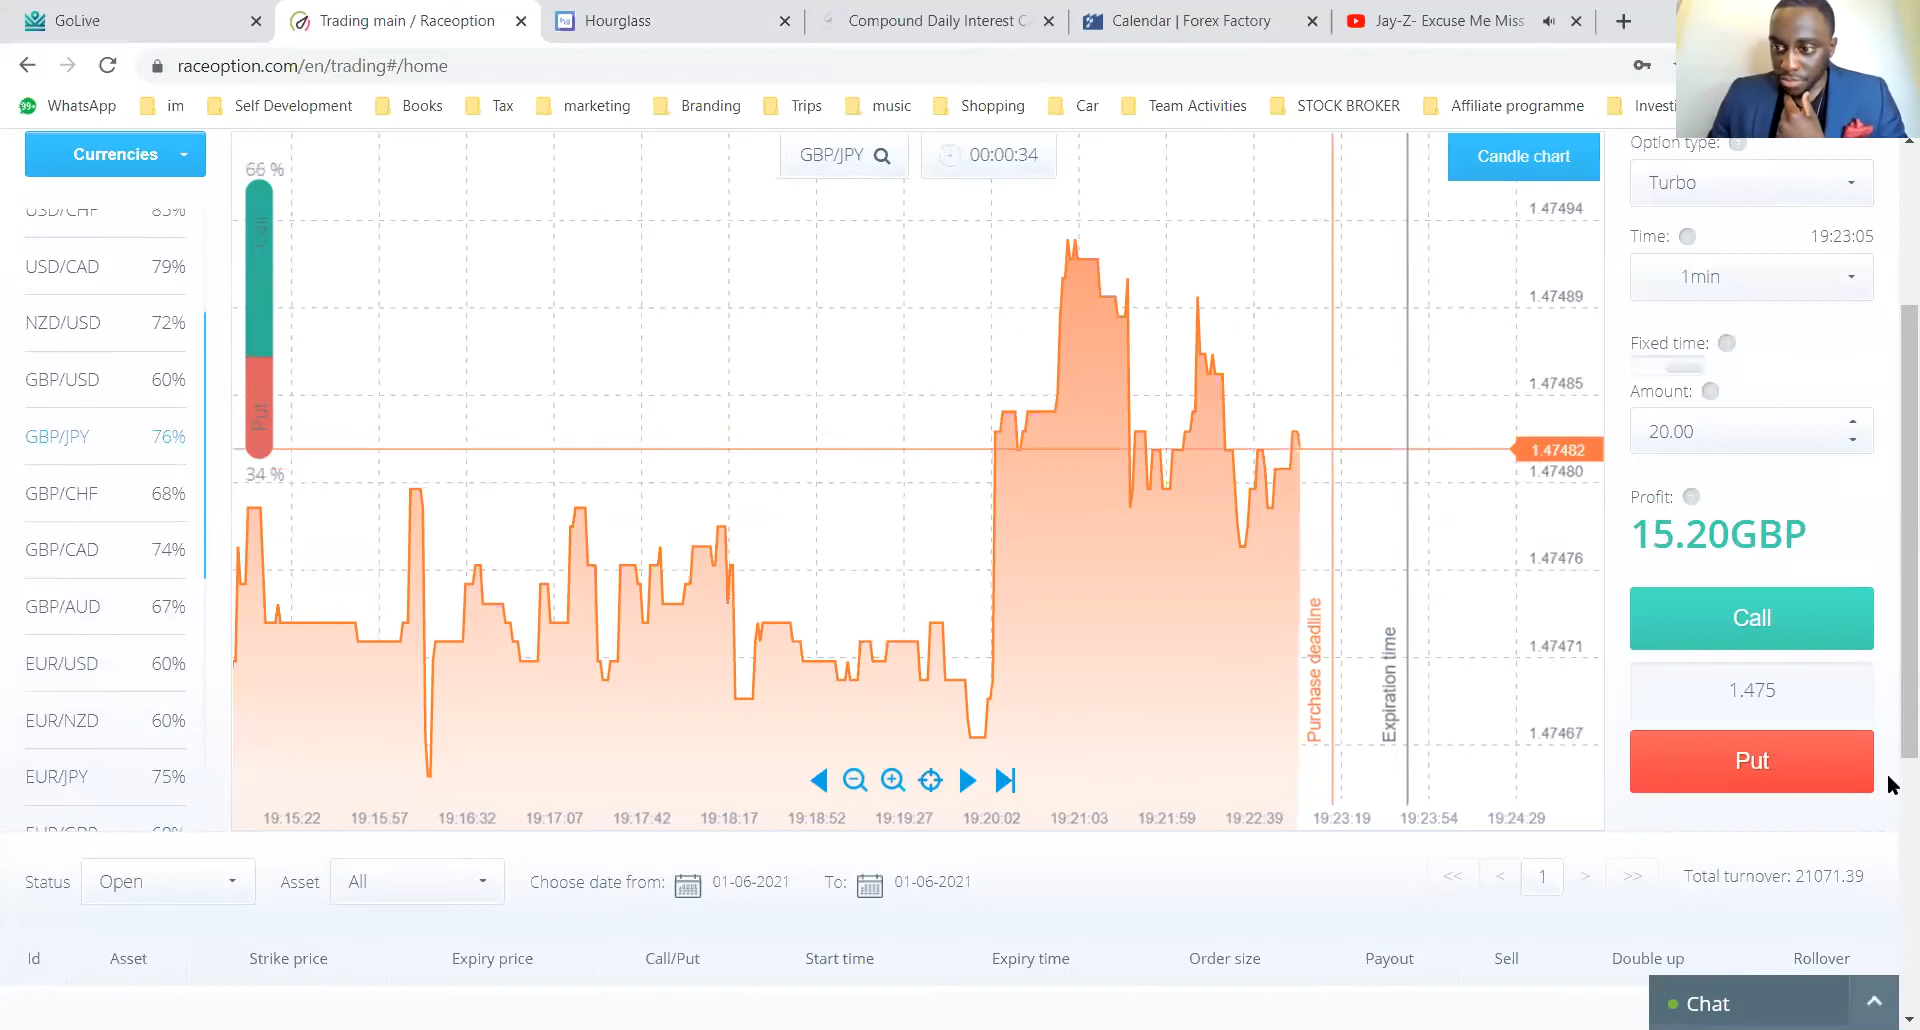 GoLive
Trading main / Raceoption
Hourglass
Compound Daily Interest C
Calendar | Forex Factory
Jay-Z- Excuse Me Miss
raceoption.com/en/trading#/home
99+
WhatsApp
im
Self Development
Books
Tax
marketing
Branding
Trips
music
Shopping
Car
Team Activities
STOCK BROKER
Affiliate programme
Investi
Currencies
USD/CHF 85%
USD/CAD 79%
NZD/USD 72%
GBP/USD 60%
GBP/JPY 76%
GBP/CHF 68%
GBP/CAD 74%
GBP/AUD 67%
EUR/USD 60%
EUR/NZD 60%
EUR/JPY 75%
EUR/GBP 60%
66 %
Call
Put
34 %
GBP/JPY
00:00:34
Candle chart
1.47494
1.47489
1.47485
1.47482
1.47480
1.47476
1.47471
1.47467
Purchase deadline
Expiration time
19:15:22
19:15:57
19:16:32
19:17:07
19:17:42
19:18:17
19:18:52
19:19:27
19:20:02
19:21:03
19:21:59
19:22:39
19:23:19
19:23:54
19:24:29
Option type:
Turbo
Time: 19:23:05
1min
Fixed time:
Amount:
20.00
Profit:
15.20GBP
Call
1.475
Put
Status Open
Asset All
Choose date from: 01-06-2021
To: 01-06-2021
<< < 1 > >>
Total turnover: 21071.39
Id
Asset
Strike price
Expiry price
Call/Put
Start time
Expiry time
Order size
Payout
Sell
Double up
Rollover
Chat